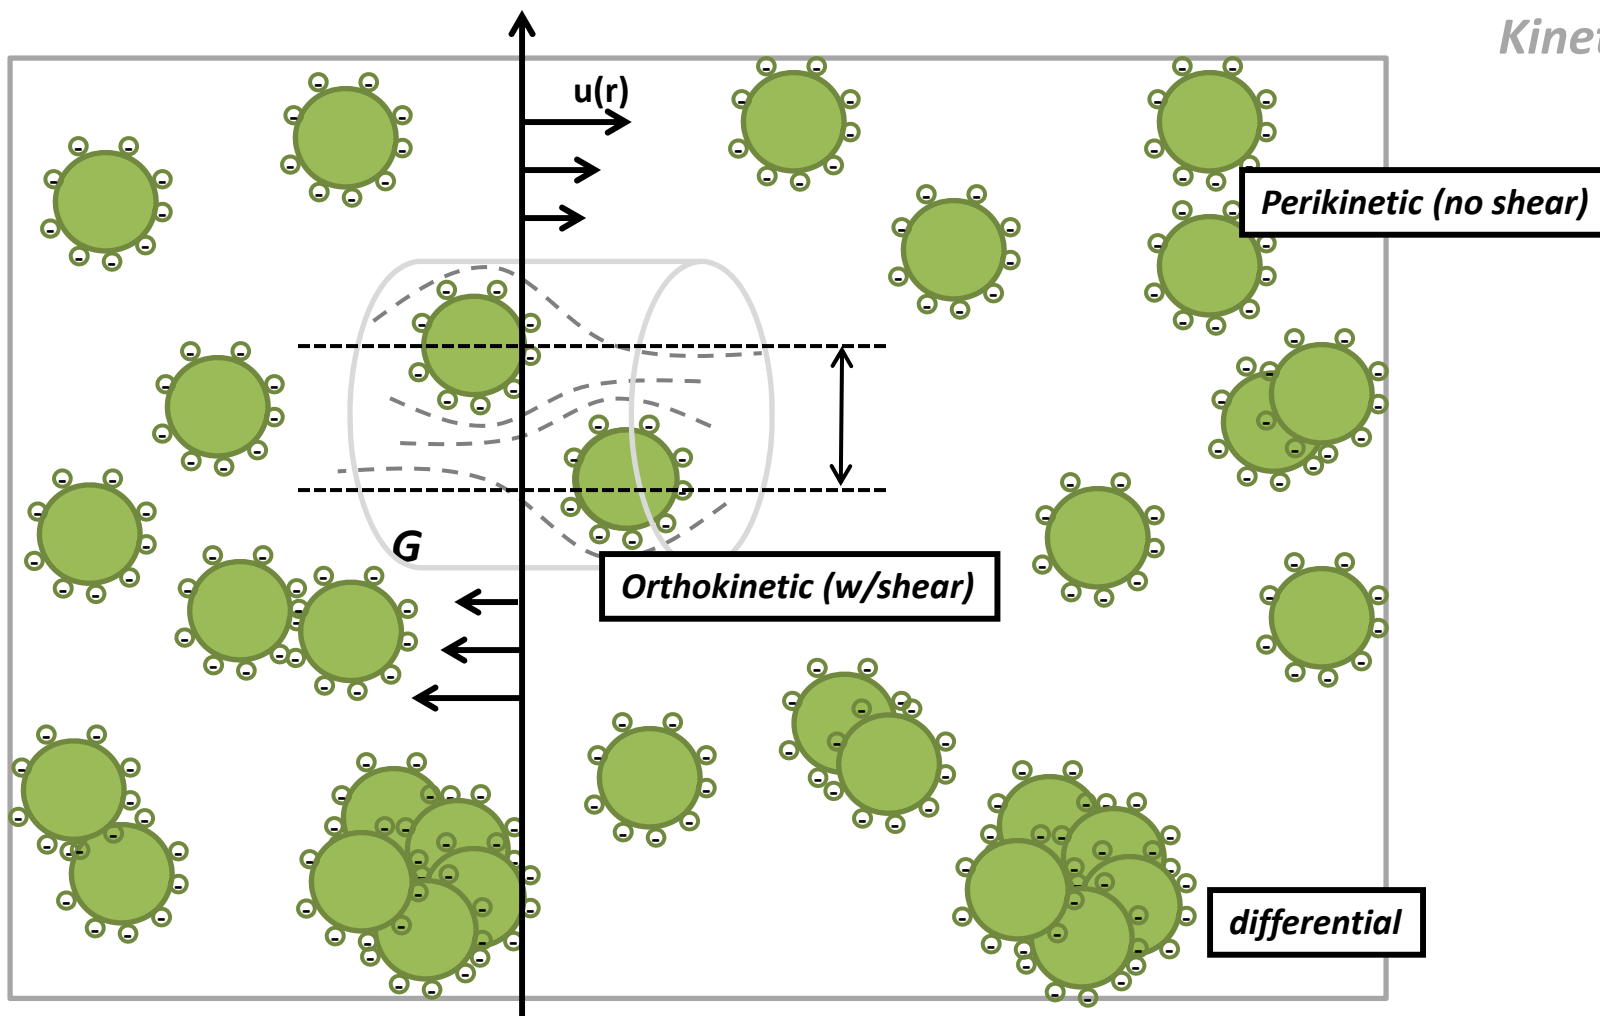 Kinet
u(r)
Perikinetic (no shear)
G
Orthokinetic (w/shear)
differential